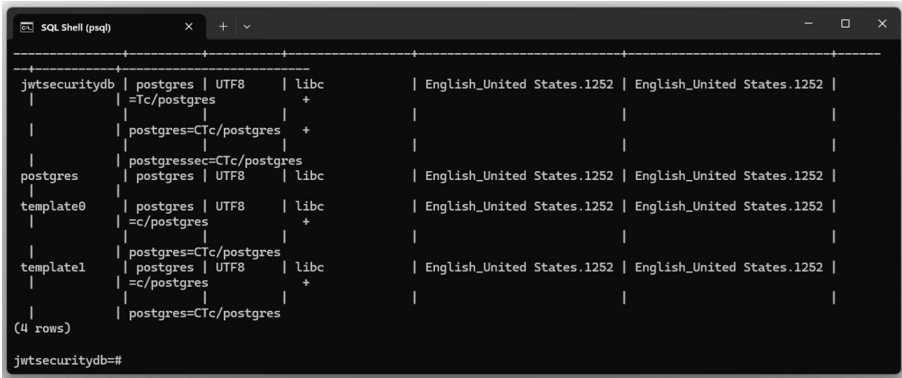 SQL Shell (psql)
---------------+----------+----------+-----------------+----------------------------+----------------------------+------
--+-----------+-------------------------
jwtsecuritydb | postgres | UTF8 | libc | English_United States.1252 | English_United States.1252 |
| | =Tc/postgres +
| | | | | |
| | postgres=CTc/postgres +
| | | | | |
| | postgressec=CTc/postgres
postgres | postgres | UTF8 | libc | English_United States.1252 | English_United States.1252 |
| |
template0 | postgres | UTF8 | libc | English_United States.1252 | English_United States.1252 |
| | =c/postgres +
| | | | | |
| | postgres=CTc/postgres
template1 | postgres | UTF8 | libc | English_United States.1252 | English_United States.1252 |
| | =c/postgres +
| | | | | |
| | postgres=CTc/postgres
(4 rows)
jwtsecuritydb=#